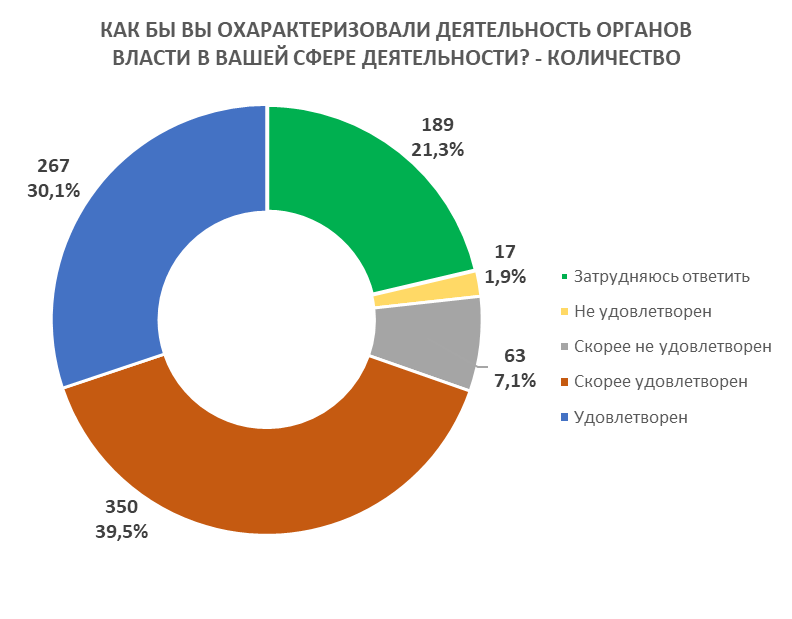 КАК БЫ ВЫ ОХАРАКТЕРИЗОВАЛИ ДЕЯТЕЛЬНОСТЬ ОРГАНОВ
ВЛАСТИ В ВАШЕЙ СФЕРЕ ДЕЯТЕЛЬНОСТИ? - КОЛИЧЕСТВО
189
21,3%
267
30,1%
17
1,9%
63
7,1%
350
39,5%
Затрудняюсь ответить
Не удовлетворен
Скорее не удовлетворен
Скорее удовлетворен
Удовлетворен